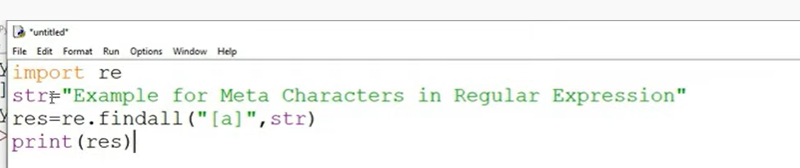 *untitled*
File Edit Format Run Options Window Help
import re
str="Example for Meta Characters in Regular Expression"
res=re.findall("[a]",str)
print(res)